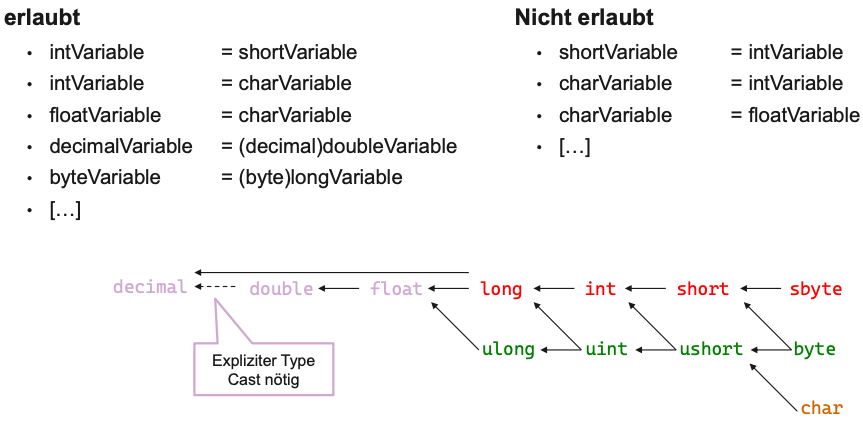 erlaubt
• intVariable = shortVariable
• intVariable = charVariable
• floatVariable = charVariable
• decimalVariable = (decimal)doubleVariable
• byteVariable = (byte)longVariable
• […]
Nicht erlaubt
• shortVariable = intVariable
• charVariable = intVariable
• charVariable = floatVariable
• […]
decimal double float long int short sbyte
ulong uint ushort byte
Expliziter Type
Cast nötig
char